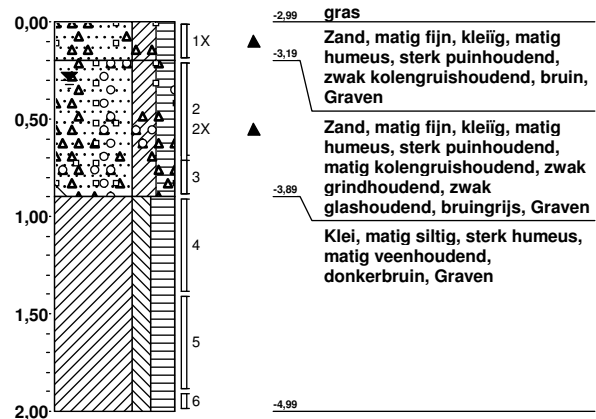 0,00
0,50
1,00
1,50
2,00
1X
2
2X
3
4
5
6
-2,99 gras
Zand, matig fijn, kleiïg, matig
humeus, sterk puinhoudend,
zwak kolengruishoudend, bruin,
Graven
-3,19
Zand, matig fijn, kleiïg, matig
humeus, sterk puinhoudend,
matig kolengruishoudend, zwak
grindhoudend, zwak
glashoudend, bruingrijs, Graven
-3,89
Klei, matig siltig, sterk humeus,
matig veenhoudend,
donkerbruin, Graven
-4,99